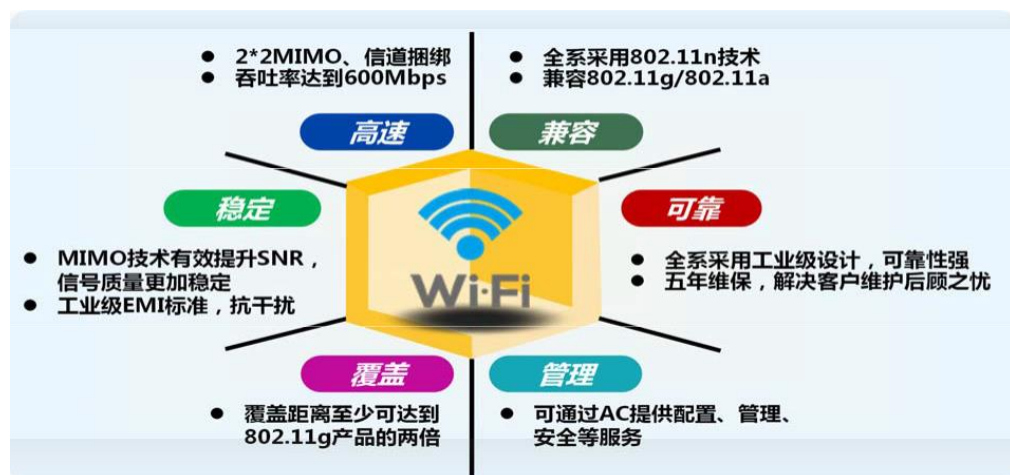 2*2MIMO、信道捆绑
吞吐率达到600Mbps
高速
全系采用802.11n技术
兼容802.11g/802.11a
兼容
稳定
MIMO技术有效提升SNR，
信号质量更加稳定
工业级EMI标准，抗干扰
可靠
全系采用工业级设计，可靠性强
五年维保，解决客户维护后顾之忧
Wi-Fi
覆盖
覆盖距离至少可达到
802.11g产品的两倍
管理
可通过AC提供配置、管理、
安全等服务